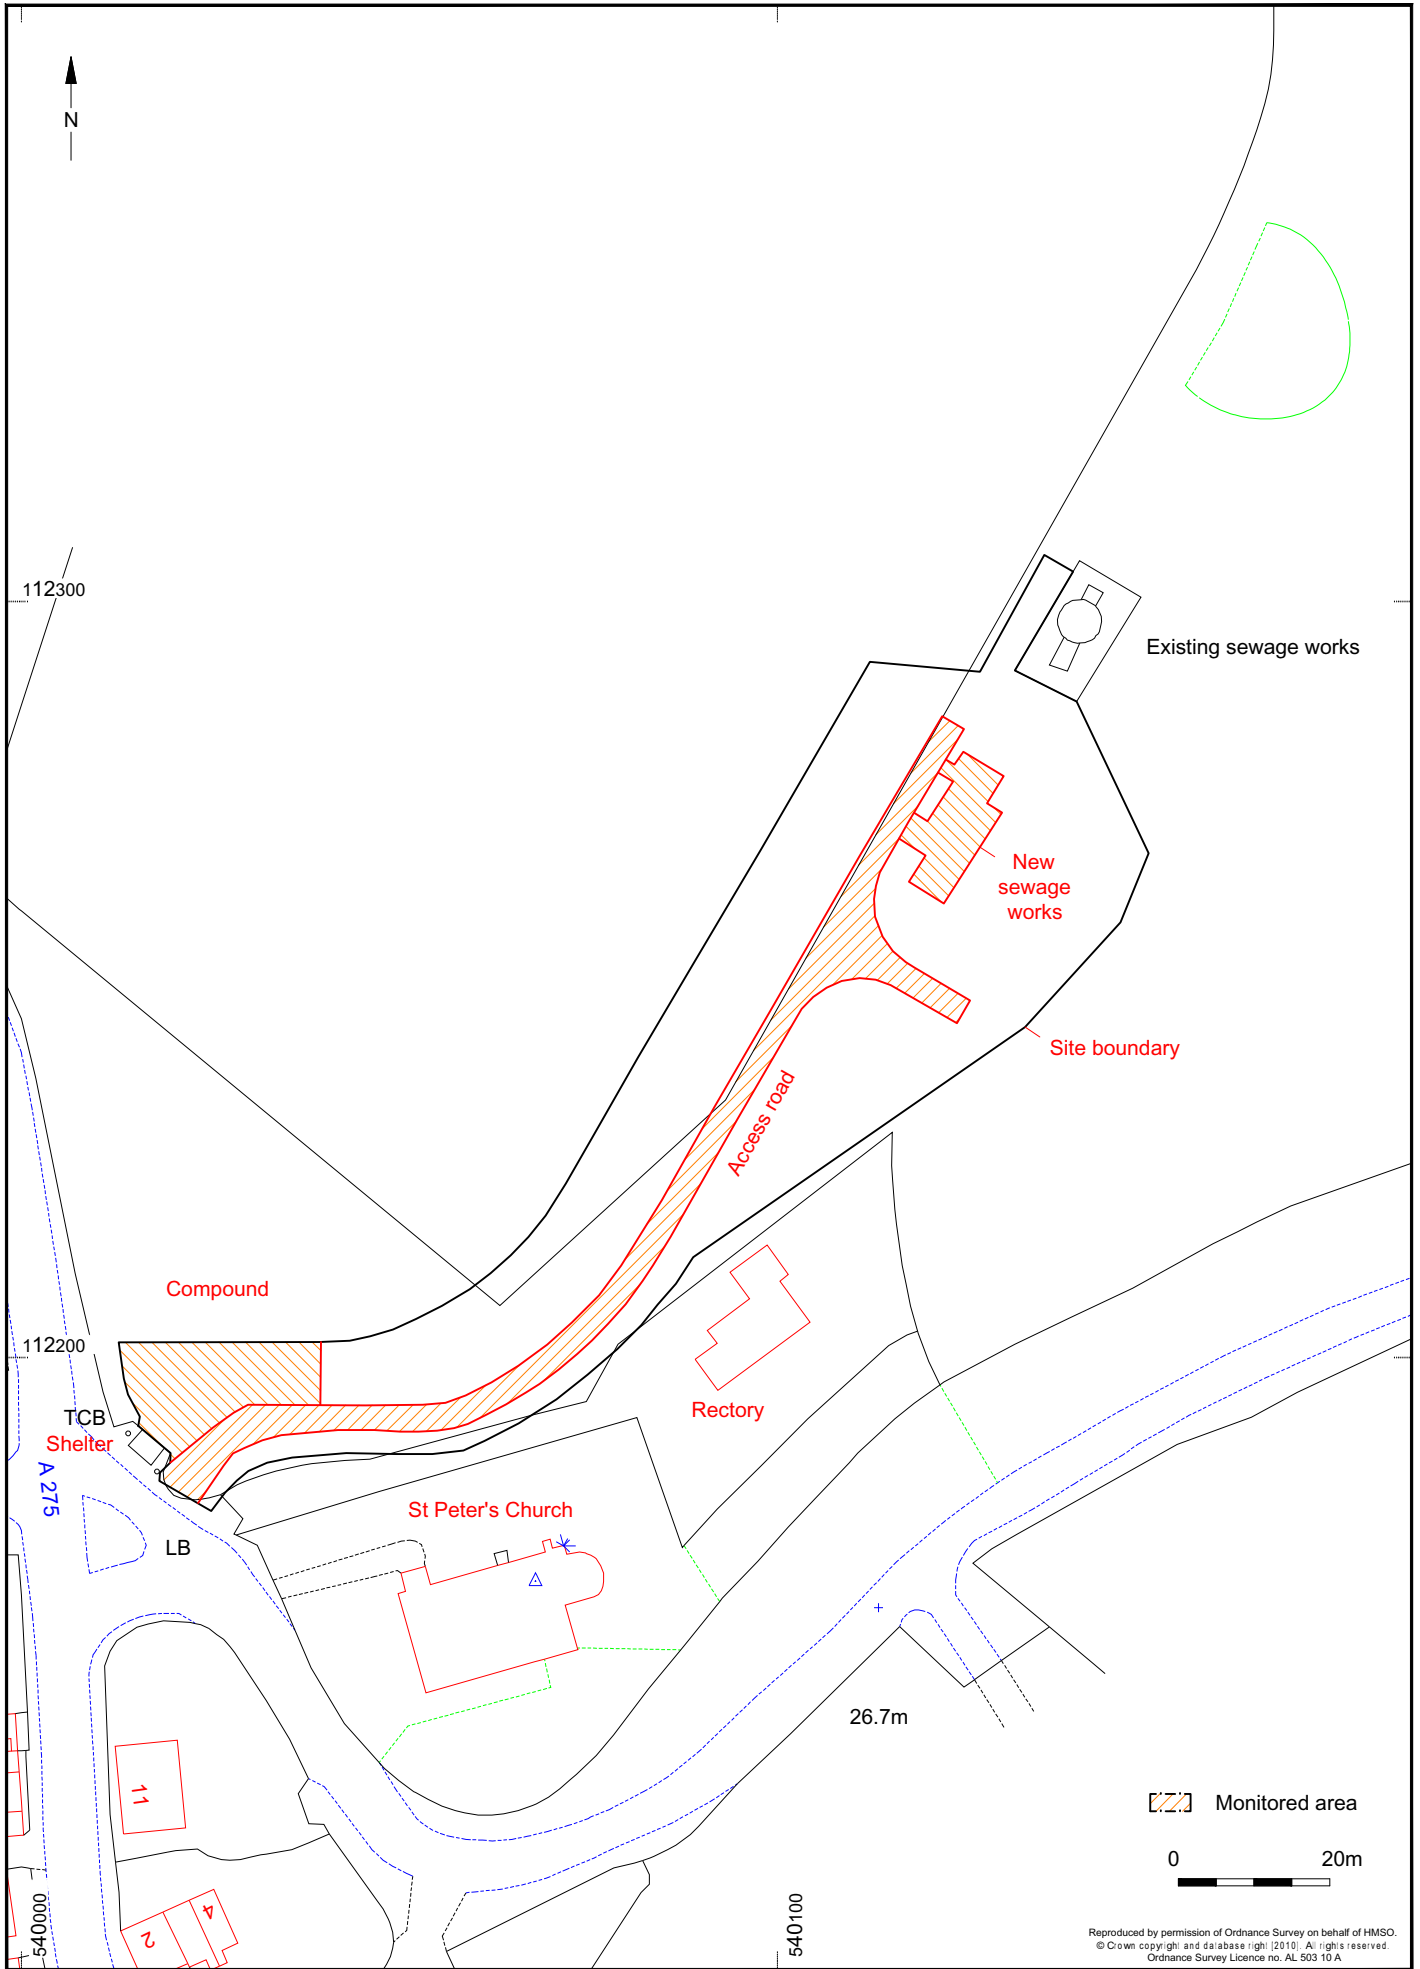 N
112300
Existing sewage works
New
sewage
works
Site boundary
Access road
Compound
112200
TCB
Shelter
A 275
LB
Rectory
St Peter's Church
26.7m
11
Monitored area
0 20m
2
4
540000
540100
Reproduced by permission of Ordnance Survey on behalf of HMSO.
© Crown copyright and database right [2010]. All rights reserved.
Ordnance Survey Licence no. AL 503 10 A